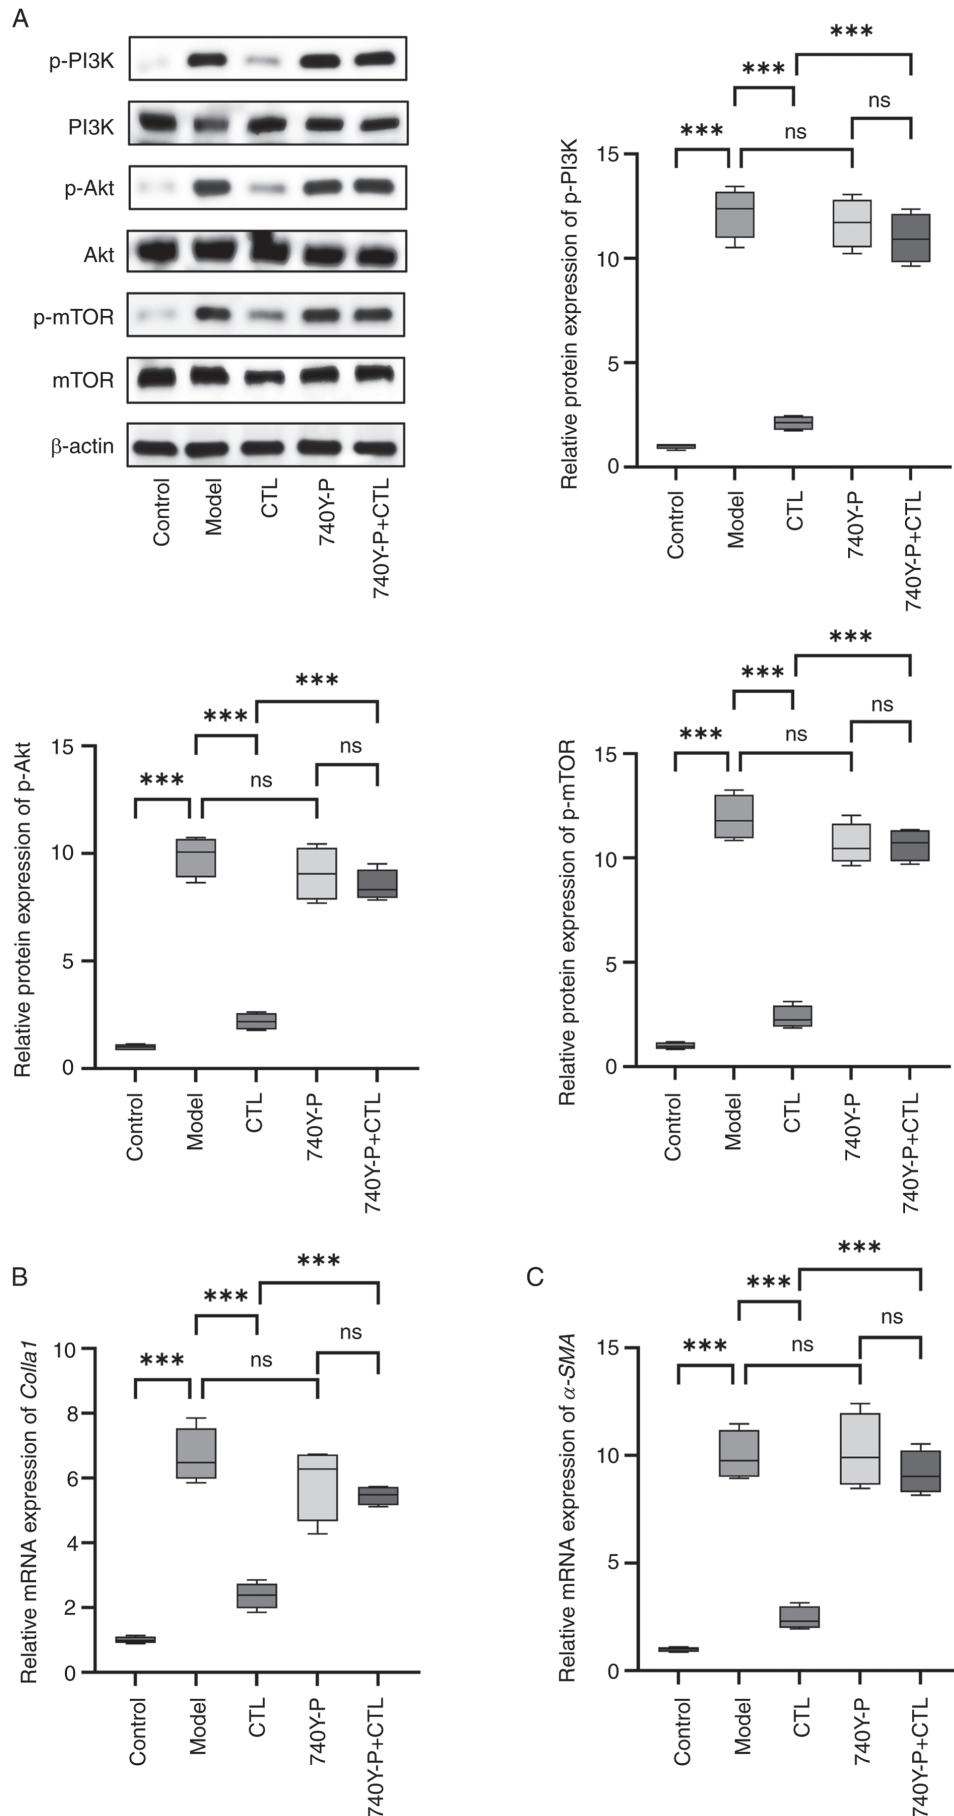 A
p-PI3K
PI3K
p-Akt
Akt
p-mTOR
mTOR
β-actin
Control
Model
CTL
740Y-P
740Y-P+CTL
Relative protein expression of p-PI3K
***
***
ns
***
ns
15
10
5
0
Control
Model
CTL
740Y-P
740Y-P+CTL
Relative protein expression of p-Akt
***
***
ns
***
ns
15
10
5
0
Control
Model
CTL
740Y-P
740Y-P+CTL
Relative protein expression of p-mTOR
***
***
ns
***
ns
15
10
5
0
Control
Model
CTL
740Y-P
740Y-P+CTL
B
Relative mRNA expression of Colla1
***
***
ns
***
ns
10
8
6
4
2
0
Control
Model
CTL
740Y-P
740Y-P+CTL
C
Relative mRNA expression of α-SMA
***
***
ns
***
ns
15
10
5
0
Control
Model
CTL
740Y-P
740Y-P+CTL